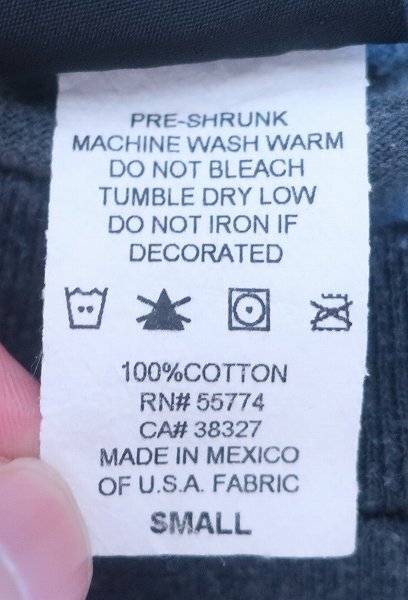 PRE-SHRUNK
MACHINE WASH WARM
DO NOT BLEACH
TUMBLE DRY LOW
DO NOT IRON IF
DECORATED
100%COTTON
RN# 55774
CA# 38327
MADE IN MEXICO
OF U.S.A. FABRIC
SMALL